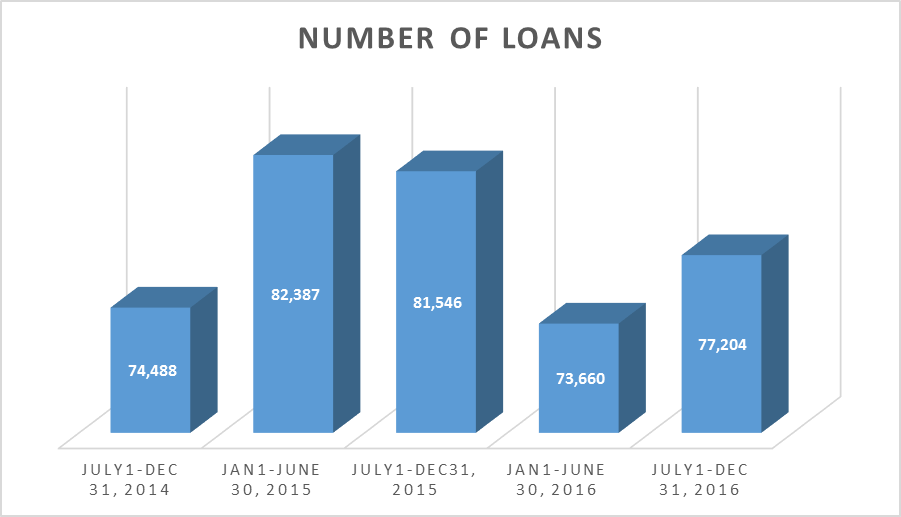 NUMBER OF LOANS
74,488
82,387
81,546
73,660
77,204
JULY1-DEC
31, 2014
JAN1-JUNE
30, 2015
JULY1-DEC31,
2015
JAN1-JUNE
30, 2016
JULY1-DEC
31, 2016